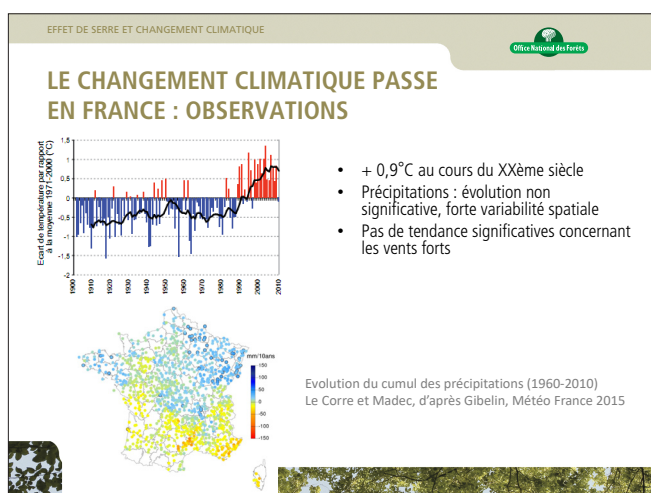 EFFET DE SERRE ET CHANGEMENT CLIMATIQUE
Office National des Forêts
LE CHANGEMENT CLIMATIQUE PASSE
EN FRANCE : OBSERVATIONS
Ecart de température par rapport
à la moyenne 1971-2000 (°C)
1,5
1
0,5
0
-0,5
-1
-1,5
-2
1900
1910
1920
1930
1940
1950
1960
1970
1980
1990
2000
2010
• + 0,9°C au cours du XXème siècle
• Précipitations : évolution non
significative, forte variabilité spatiale
• Pas de tendance significatives concernant
les vents forts
mm/10ans
150
100
50
0
-50
-100
-150
Evolution du cumul des précipitations (1960-2010)
Le Corre et Madec, d'après Gibelin, Météo France 2015